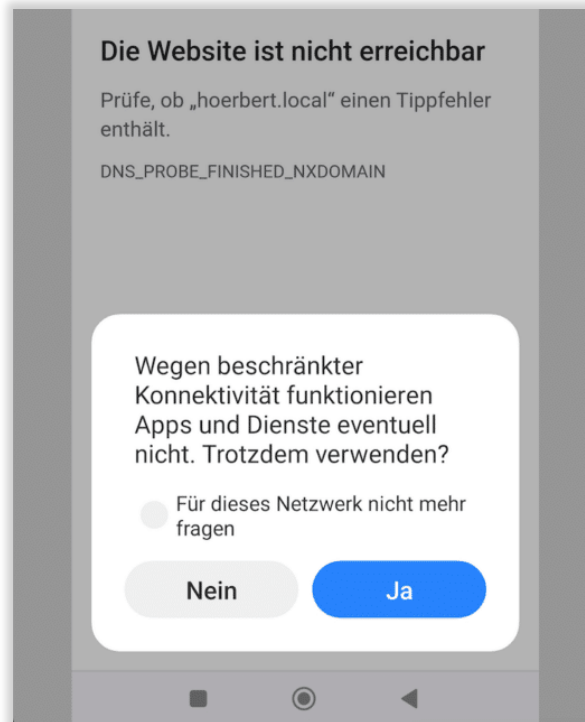 Die Website ist nicht erreichbar
Prüfe, ob „hoerbert.local“ einen Tippfehler
enthält.
DNS_PROBE_FINISHED_NXDOMAIN
Wegen beschränkter
Konnektivität funktionieren
Apps und Dienste eventuell
nicht. Trotzdem verwenden?
Für dieses Netzwerk nicht mehr
fragen
Nein
Ja